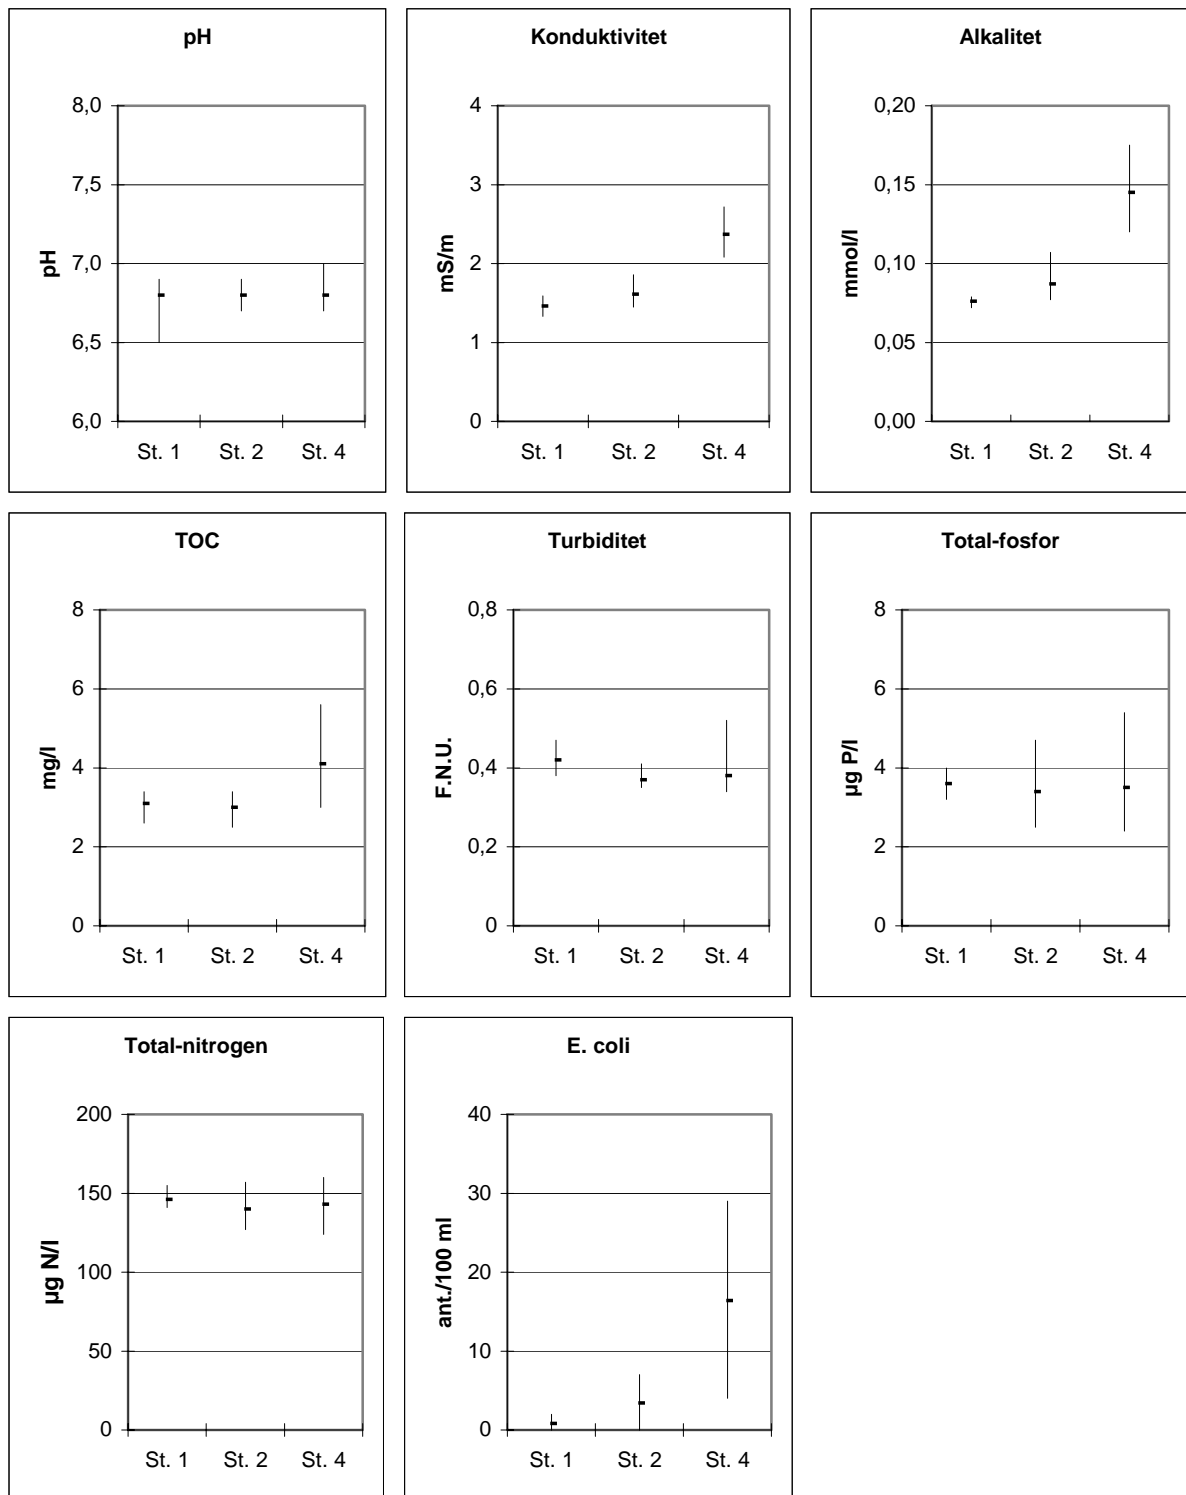 pH
8,0
7,5
7,0
6,5
6,0
pH
St. 1 St. 2 St. 4
Konduktivitet
4
3
2
1
0
mS/m
St. 1 St. 2 St. 4
Alkalitet
0,20
0,15
0,10
0,05
0,00
mmol/l
St. 1 St. 2 St. 4
TOC
8
6
4
2
0
mg/l
St. 1 St. 2 St. 4
Turbiditet
0,8
0,6
0,4
0,2
0
F.N.U.
St. 1 St. 2 St. 4
Total-fosfor
8
6
4
2
0
µg P/l
St. 1 St. 2 St. 4
Total-nitrogen
200
150
100
50
0
µg N/l
St. 1 St. 2 St. 4
E. coli
40
30
20
10
0
ant./100 ml
St. 1 St. 2 St. 4